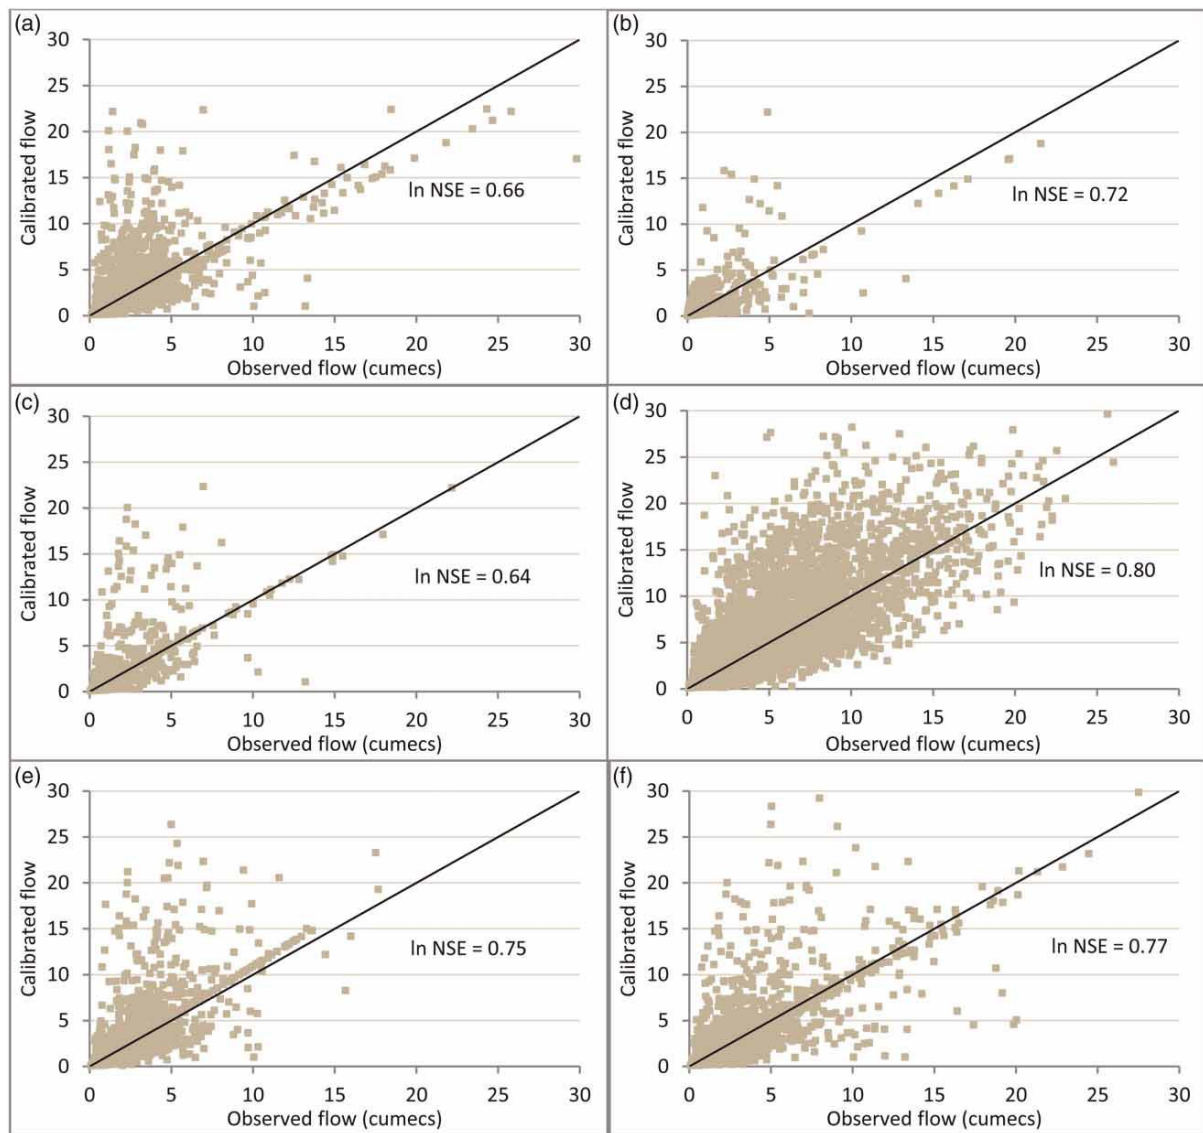 (a)
30
25
20
15
10
5
0
Calibrated flow
ln NSE = 0.66
0 5 10 15 20 25 30
Observed flow (cumecs)
(b)
30
25
20
15
10
5
0
Calibrated flow
ln NSE = 0.72
0 5 10 15 20 25 30
Observed flow (cumecs)
(c)
30
25
20
15
10
5
0
Calibrated flow
ln NSE = 0.64
0 5 10 15 20 25 30
Observed flow (cumecs)
(d)
30
25
20
15
10
5
0
Calibrated flow
ln NSE = 0.80
0 5 10 15 20 25 30
Observed flow (cumecs)
(e)
30
25
20
15
10
5
0
Calibrated flow
ln NSE = 0.75
0 5 10 15 20 25 30
Observed flow (cumecs)
(f)
30
25
20
15
10
5
0
Calibrated flow
ln NSE = 0.77
0 5 10 15 20 25 30
Observed flow (cumecs)